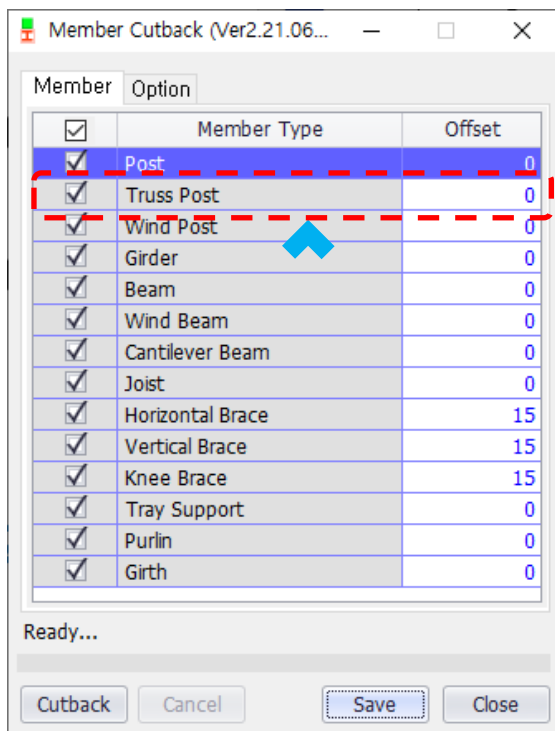 Member Cutback (Ver2.21.06...
Member Option
Member Type Offset
Post 0
Truss Post 0
Wind Post 0
Girder 0
Beam 0
Wind Beam 0
Cantilever Beam 0
Joist 0
Horizontal Brace 15
Vertical Brace 15
Knee Brace 15
Tray Support 0
Purlin 0
Girth 0
Ready...
Cutback Cancel Save Close